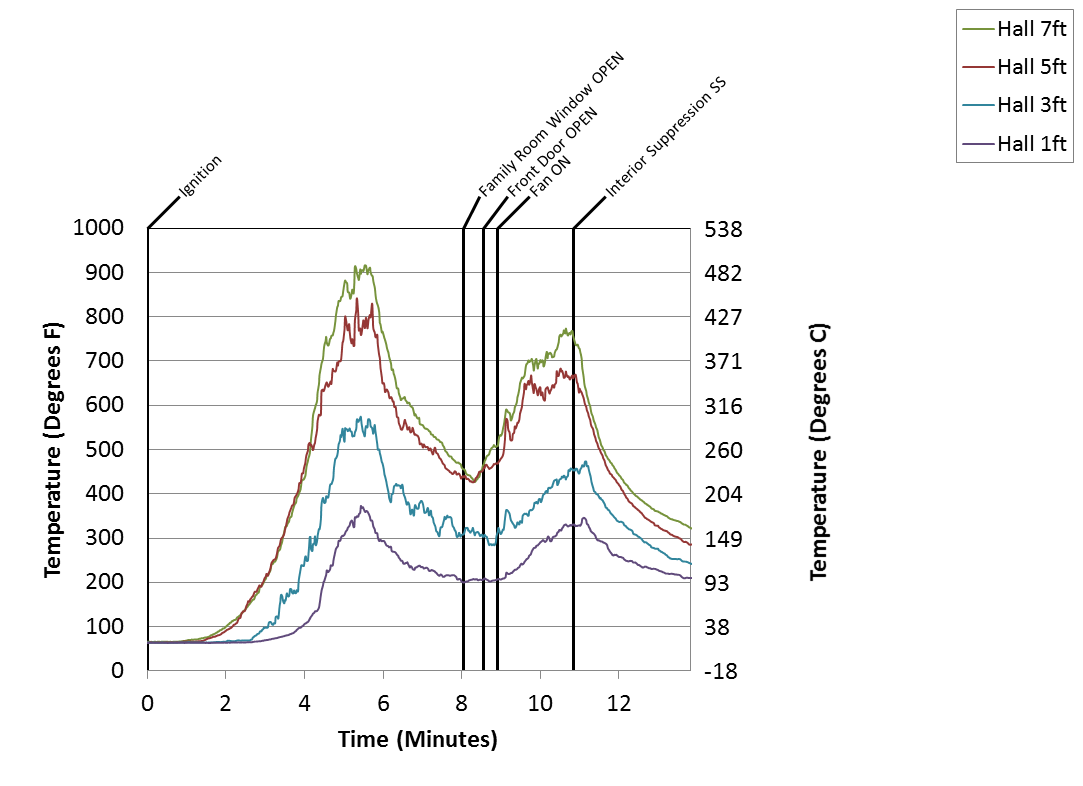 Hall 7ft
Hall 5ft
Hall 3ft
Hall 1ft
Ignition
Family Room Window OPEN
Front Door OPEN
Fan ON
Interior Suppression SS
1000
900
800
700
600
500
400
300
200
100
0
538
482
427
371
316
260
204
149
93
38
-18
Temperature (Degrees F)
Temperature (Degrees C)
0 2 4 6 8 10 12
Time (Minutes)